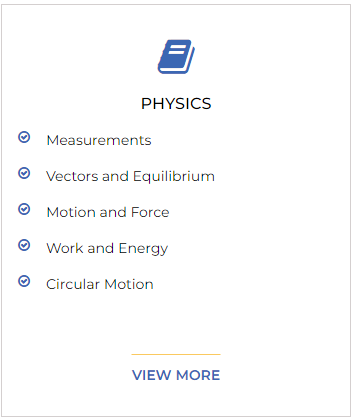 PHYSICS
Measurements
Vectors and Equilibrium
Motion and Force
Work and Energy
Circular Motion
VIEW MORE